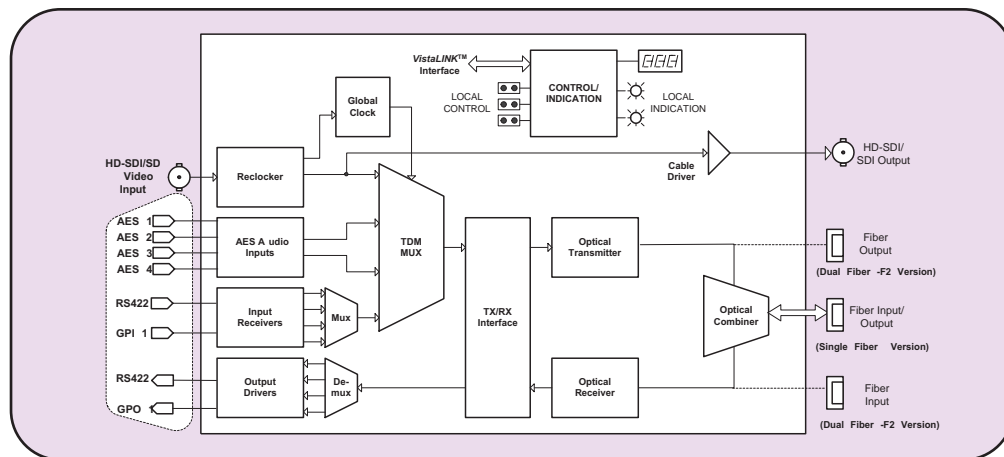 VistaLINK™
Interface
LOCAL
CONTROL
CONTROL/
INDICATION
LOCAL
INDICATION
Global
Clock
HD-SDI/SD
Video
Input
Reclocker
Cable
Driver
HD-SDI/
SDI Output
AES 1
AES 2
AES 3
AES 4
AES A udio
Inputs
TDM
MUX
RS422
GPI 1
Input
Receivers
Mux
TX/RX
Interface
Optical
Transmitter
Fiber
Output
(Dual Fiber -F2 Version)
Optical
Combiner
Fiber Input/
Output
(Single Fiber Version)
RS422
GPO 1
Output
Drivers
De-
mux
Optical
Receiver
Fiber
Input
(Dual Fiber -F2 Version)